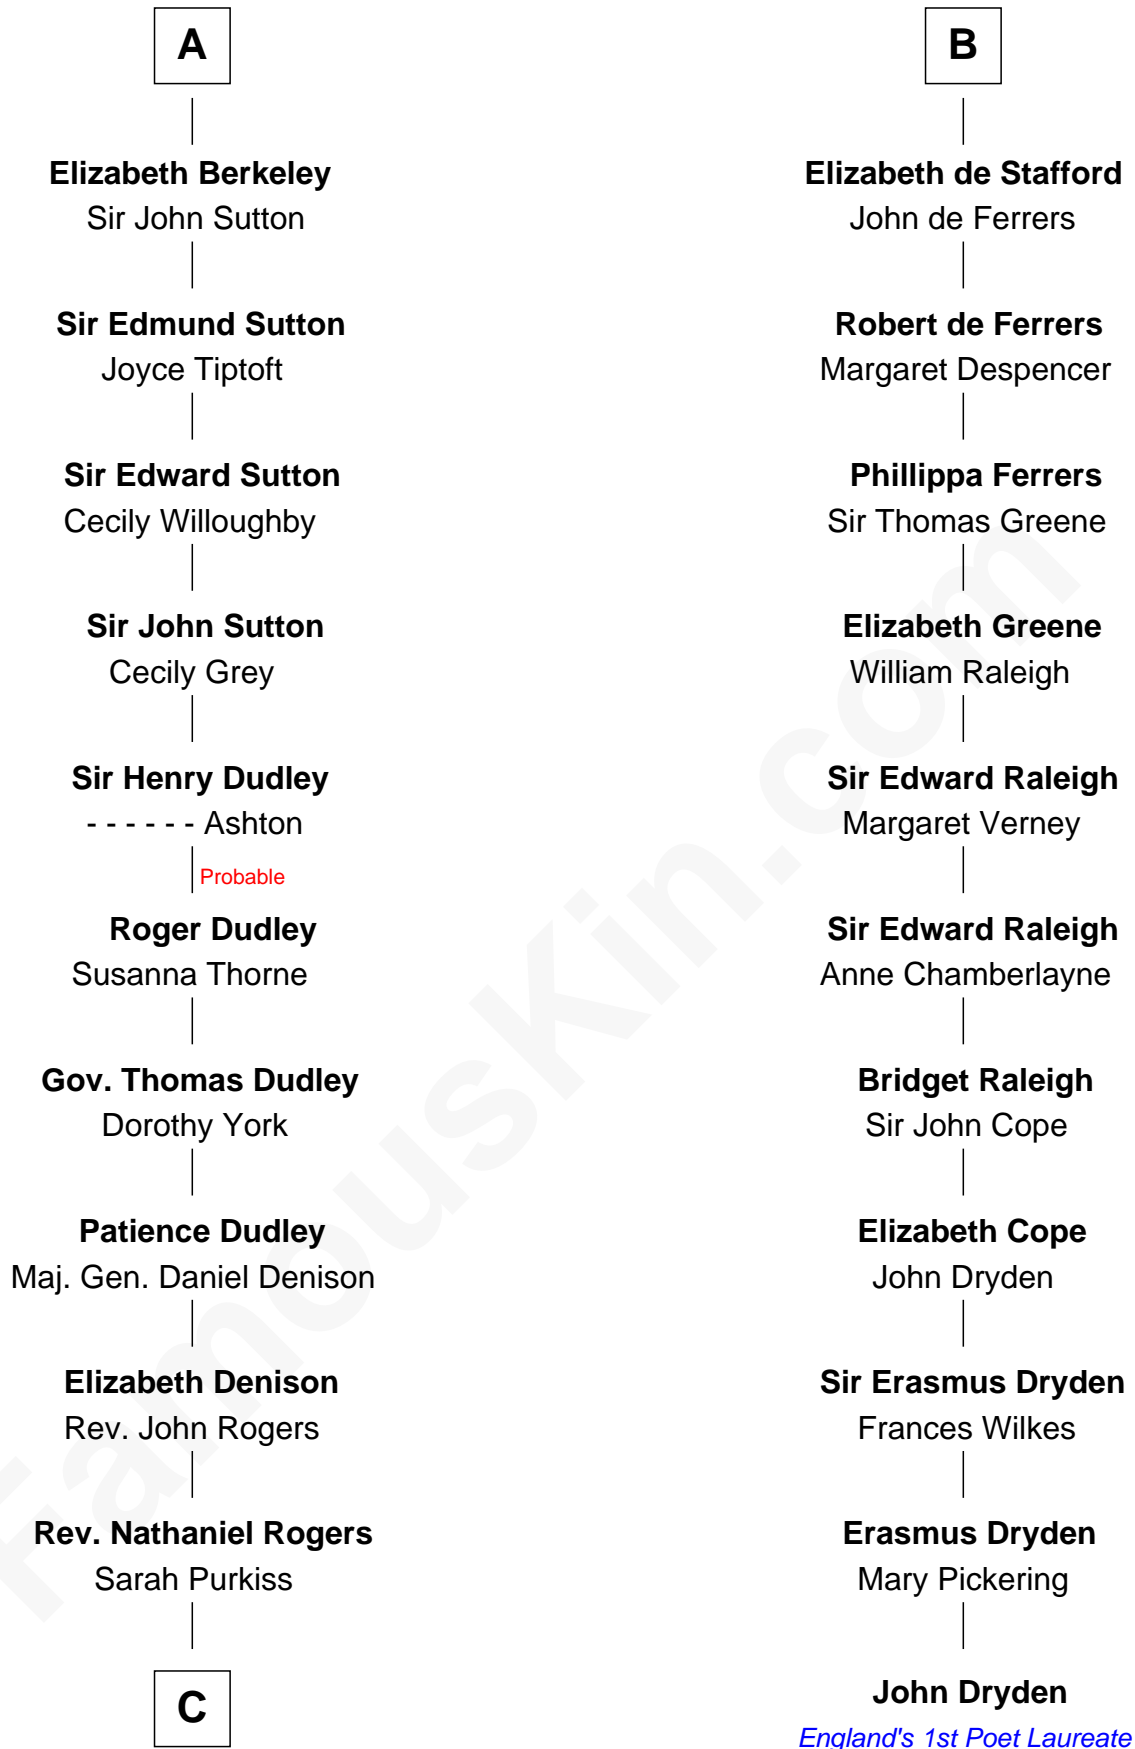 A
Elizabeth Berkeley
Sir John Sutton
Sir Edmund Sutton
Joyce Tiptoft
Sir Edward Sutton
Cecily Willoughby
Sir John Sutton
Cecily Grey
Sir Henry Dudley
- - - - - - Ashton
Probable
Roger Dudley
Susanna Thorne
Gov. Thomas Dudley
Dorothy York
Patience Dudley
Maj. Gen. Daniel Denison
Elizabeth Denison
Rev. John Rogers
Rev. Nathaniel Rogers
Sarah Purkiss
C
B
Elizabeth de Stafford
John de Ferrers
Robert de Ferrers
Margaret Despencer
Phillippa Ferrers
Sir Thomas Greene
Elizabeth Greene
William Raleigh
Sir Edward Raleigh
Margaret Verney
Sir Edward Raleigh
Anne Chamberlayne
Bridget Raleigh
Sir John Cope
Elizabeth Cope
John Dryden
Sir Erasmus Dryden
Frances Wilkes
Erasmus Dryden
Mary Pickering
John Dryden
England's 1st Poet Laureate
FamousKin.com